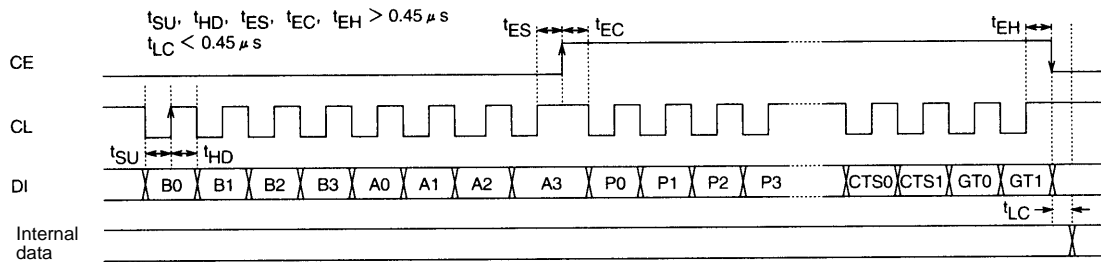 tSU, tHD, tES, tEC, tEH > 0.45 μs
tLC < 0.45 μs
tES tEC tEH
CE
CL
tSU tHD
DI B0 B1 B2 B3 A0 A1 A2 A3 P0 P1 P2 P3 CTS0 CTS1 GT0 GT1
tLC
Internal
data